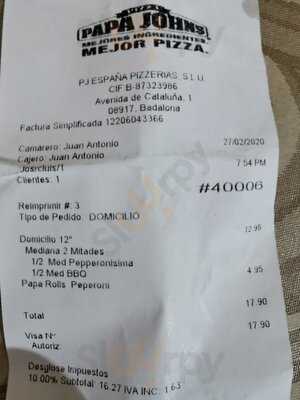 PIZZA
PAPA JOHNS
MEJORES INGREDIENTES
MEJOR PIZZA.
PJ ESPAÑA PIZZERIAS, S.L.U.
CIF B-87323986
Avenida de Cataluña, 1
08917, Badalona
Factura Simplificada 12206043366
Camarero: Juan Antonio 27/02/2020
Cajero: Juan Antonio 7:54 PM
Josrcluis/1
Clientes: 1 #40006
Reimprimir #: 3
Tipo de Pedido: DOMICILIO
Domicilio 12" 12.95
Mediana 2 Mitades
1/2 Med Pepperonisima
1/2 Med BBQ 4.95
Papa Rolls Peperoni
Total 17.90
Visa Nº 17.90
Autoriz:
Desglose Impuestos
10.00% Subtotal: 16.27 IVA INC: 1.63